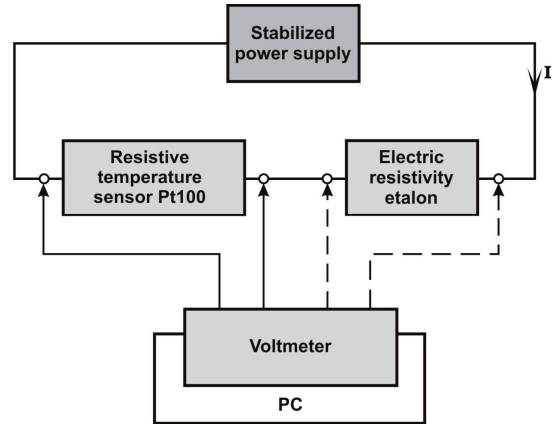 Stabilized
power supply
I
Resistive
temperature
sensor Pt100
Electric
resistivity
etalon
Voltmeter
PC